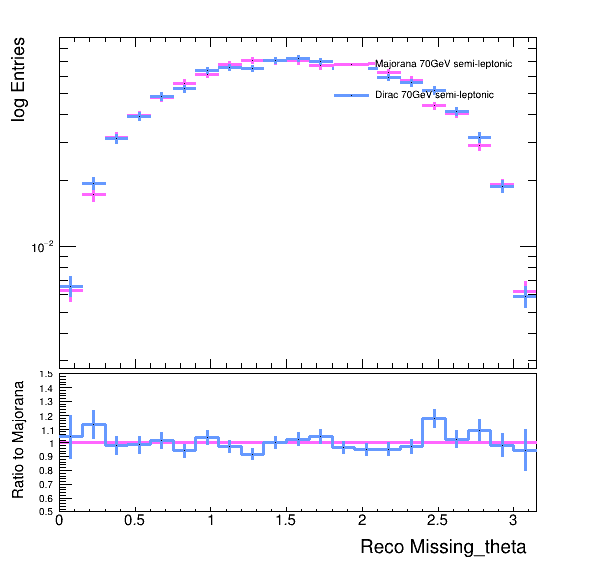 log Entries
Majorana 70GeV semi-leptonic
Dirac 70GeV semi-leptonic
10⁻²
Ratio to Majorana
1.5
1.4
1.3
1.2
1.1
1
0.9
0.8
0.7
0.6
0.5
0 0.5 1 1.5 2 2.5 3
Reco Missing_theta